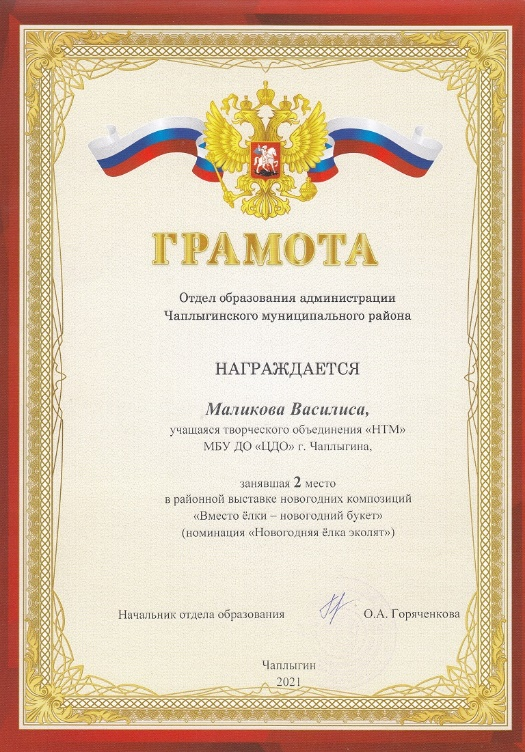 ГРАМОТА
Отдел образования администрации
Чаплыгинского муниципального района
НАГРАЖДАЕТСЯ
Маликова Василиса,
учащаяся творческого объединения «НТМ»
МБУ ДО «ЦДО» г. Чаплыгина,
занявшая 2 место
в районной выставке новогодних композиций
«Вместо ёлки – новогодний букет»
(номинация «Новогодняя ёлка эколят»)
Начальник отдела образования О.А. Горяченкова
Чаплыгин
2021